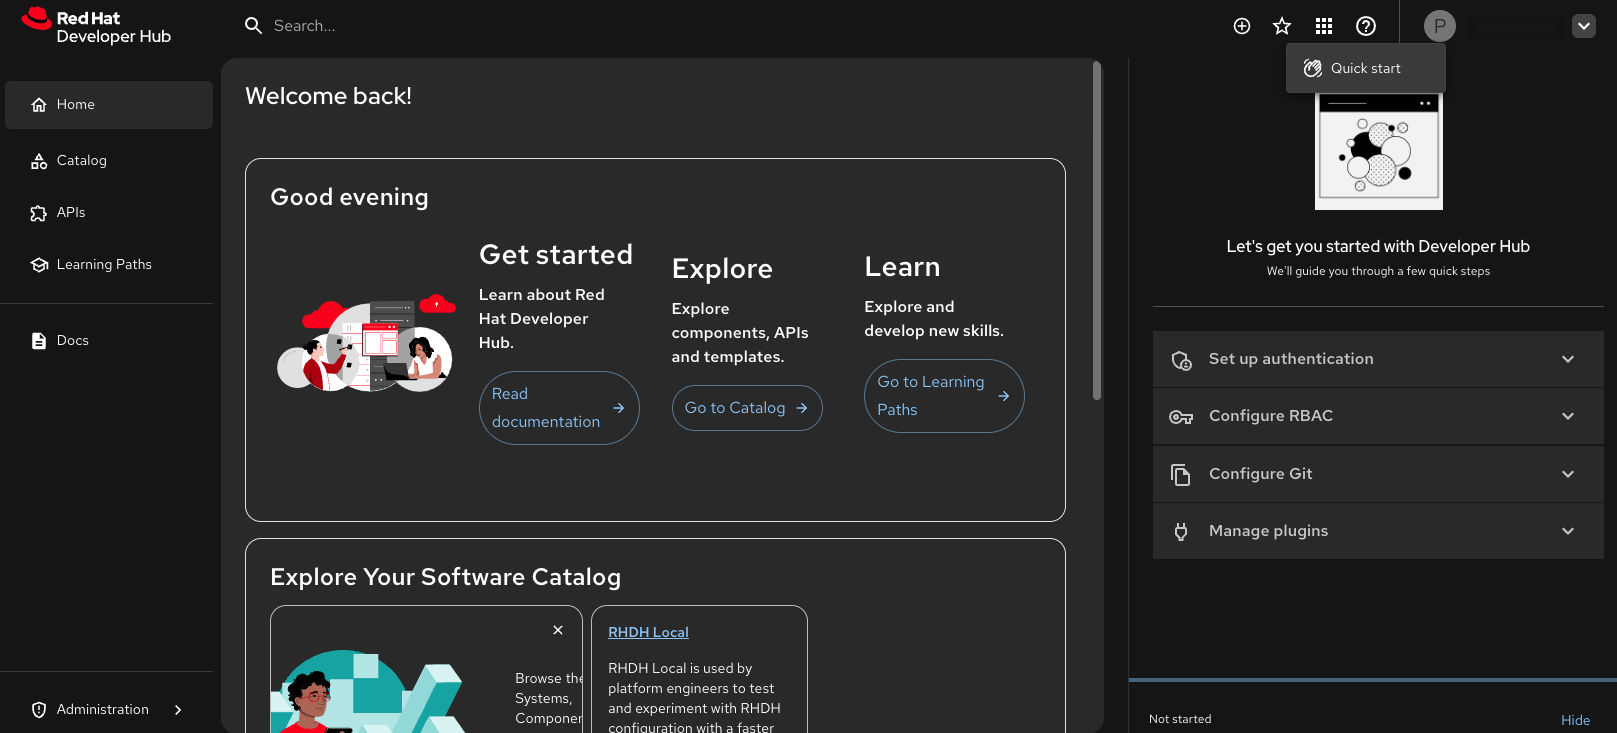 Red Hat
Developer Hub
Search...
P
Quick start
Home
Catalog
APIs
Learning Paths
Docs
Administration
Welcome back!
Good evening
Get started
Learn about Red
Hat Developer
Hub.
Read
documentation
Explore
Explore
components, APIs
and templates.
Go to Catalog
Learn
Explore and
develop new skills.
Go to Learning
Paths
Explore Your Software Catalog
Browse the
Systems,
Componen
RHDH Local
RHDH Local is used by
platform engineers to test
and experiment with RHDH
configuration with a faster
Let's get you started with Developer Hub
We'll guide you through a few quick steps
Set up authentication
Configure RBAC
Configure Git
Manage plugins
Not started
Hide